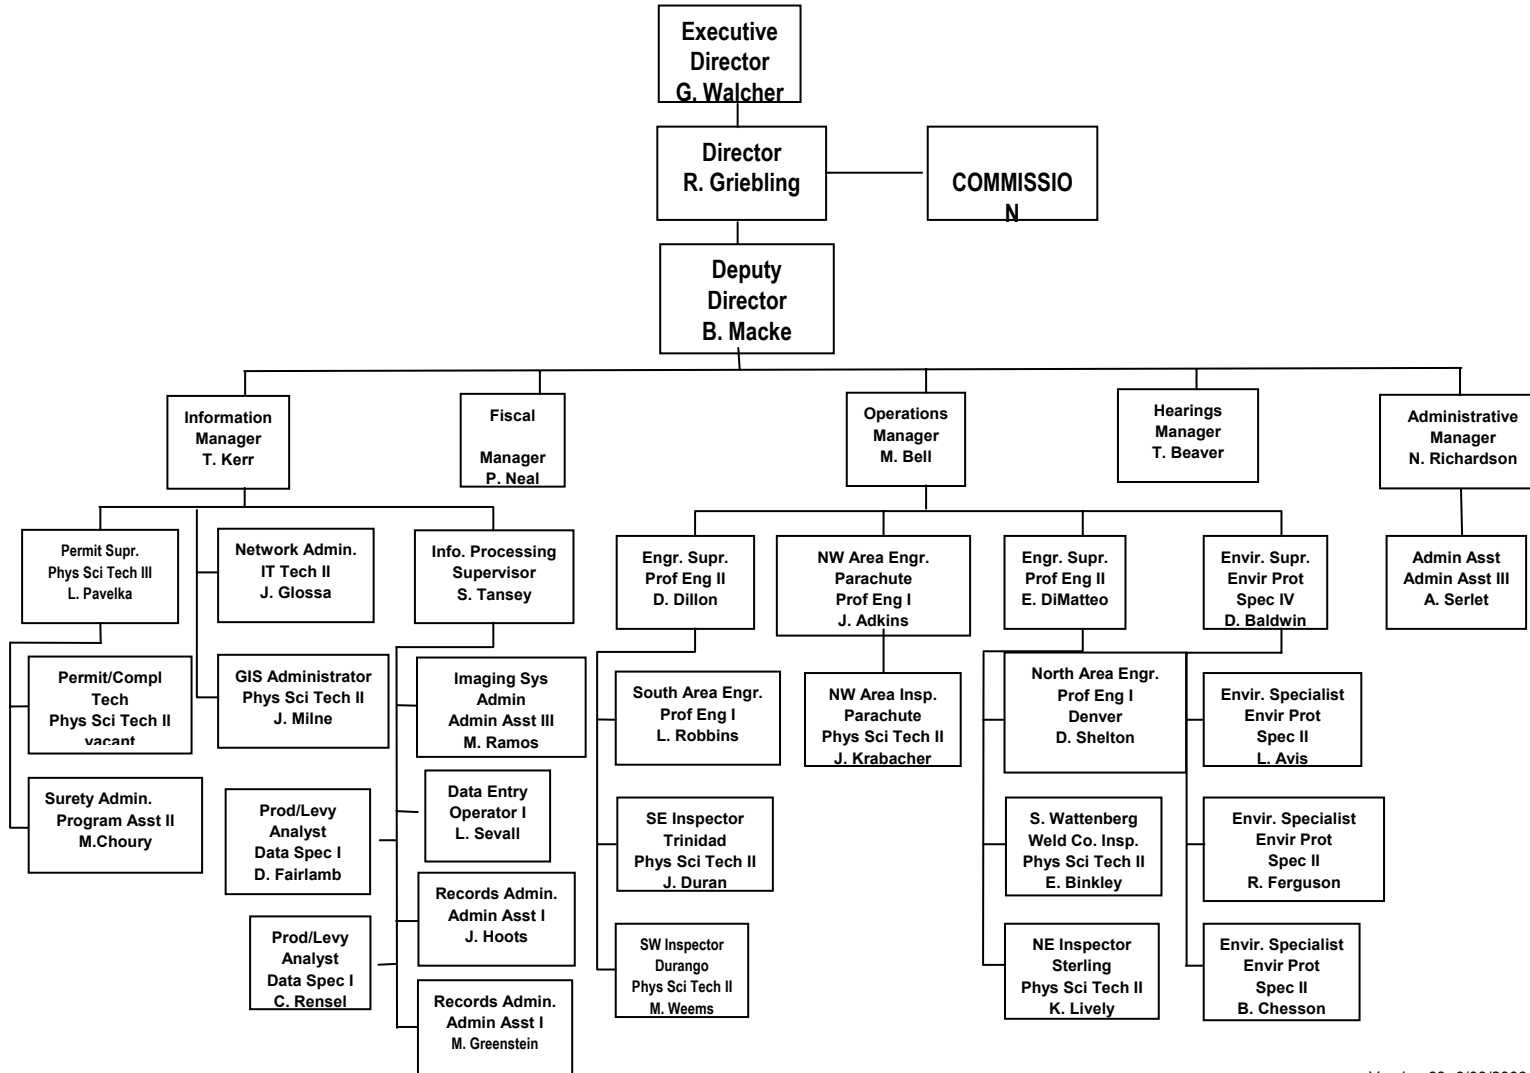 Executive
Director
G. Walcher
Director
R. Griebling
COMMISSIO
N
Deputy
Director
B. Macke
Information
Manager
T. Kerr
Fiscal
Manager
P. Neal
Operations
Manager
M. Bell
Hearings
Manager
T. Beaver
Administrative
Manager
N. Richardson
Permit Supr.
Phys Sci Tech III
L. Pavelka
Network Admin.
IT Tech II
J. Glossa
Info. Processing
Supervisor
S. Tansey
Engr. Supr.
Prof Eng II
D. Dillon
NW Area Engr.
Parachute
Prof Eng I
J. Adkins
Engr. Supr.
Prof Eng II
E. DiMatteo
Envir. Supr.
Envir Prot
Spec IV
D. Baldwin
Admin Asst
Admin Asst III
A. Serlet
Permit/Compl
Tech
Phys Sci Tech II
vacant
GIS Administrator
Phys Sci Tech II
J. Milne
Imaging Sys
Admin
Admin Asst III
M. Ramos
South Area Engr.
Prof Eng I
L. Robbins
NW Area Insp.
Parachute
Phys Sci Tech II
J. Krabacher
North Area Engr.
Prof Eng I
Denver
D. Shelton
Envir. Specialist
Envir Prot
Spec II
L. Avis
Surety Admin.
Program Asst II
M.Choury
Prod/Levy
Analyst
Data Spec I
D. Fairlamb
Data Entry
Operator I
L. Sevall
SE Inspector
Trinidad
Phys Sci Tech II
J. Duran
S. Wattenberg
Weld Co. Insp.
Phys Sci Tech II
E. Binkley
Envir. Specialist
Envir Prot
Spec II
R. Ferguson
Records Admin.
Admin Asst I
J. Hoots
Prod/Levy
Analyst
Data Spec I
C. Rensel
SW Inspector
Durango
Phys Sci Tech II
M. Weems
NE Inspector
Sterling
Phys Sci Tech II
K. Lively
Envir. Specialist
Envir Prot
Spec II
B. Chesson
Records Admin.
Admin Asst I
M. Greenstein